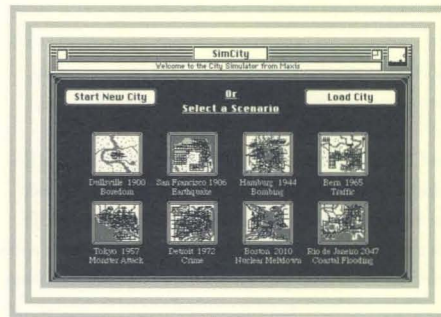 SimCity
Welcome to the City Simulator from Maxis
Start New City
Or
Load City
Select a Scenario
Dullsville 1900
Boredom
San Francisco 1906
Earthquake
Hamburg 1944
Bombing
Bern 1965
Traffic
Tokyo 1957
Monster Attack
Detroit 1972
Crime
Boston 2010
Nuclear Meltdown
Rio de Janeiro 2047
Coastal Flooding